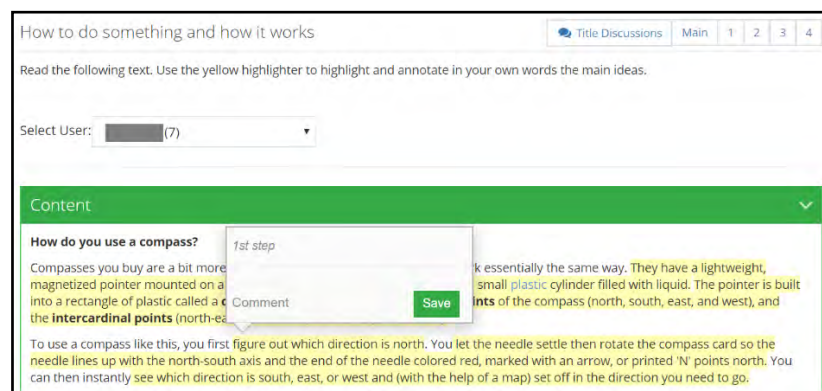 How to do something and how it works
Title Discussions Main 1 2 3 4
Read the following text. Use the yellow highlighter to highlight and annotate in your own words the main ideas.
Select User: (7)
Content
How do you use a compass?
1st step
Compasses you buy are a bit more k essentially the same way. They have a lightweight,
magnetized pointer mounted on a small plastic cylinder filled with liquid. The pointer is built
into a rectangle of plastic called a Comment Save ints of the compass (north, south, east, and west), and
the intercardinal points (north-ea
To use a compass like this, you first figure out which direction is north. You let the needle settle then rotate the compass card so the
needle lines up with the north-south axis and the end of the needle colored red, marked with an arrow, or printed 'N' points north. You
can then instantly see which direction is south, east, or west and (with the help of a map) set off in the direction you need to go.